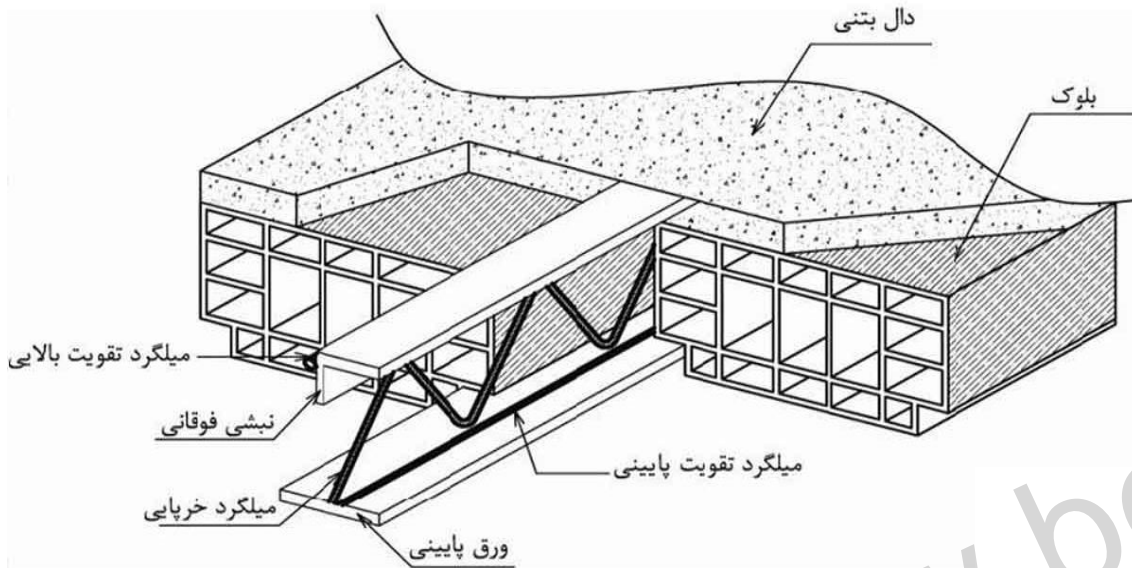 دال بتنی
بلوک
میلگرد تقویت بالایی
نبشی فوقانی
میلگرد تقویت پایینی
میلگرد خرپایی
ورق پایینی